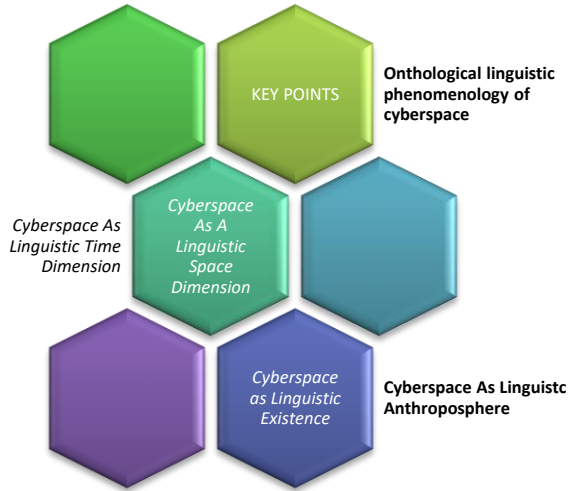 KEY POINTS
Onthological linguistic
phenomenology of
cyberspace
Cyberspace As
Linguistic Time
Dimension
Cyberspace
As A
Linguistic
Space
Dimension
Cyberspace
as Linguistic
Existence
Cyberspace As Linguistc
Anthroposphere